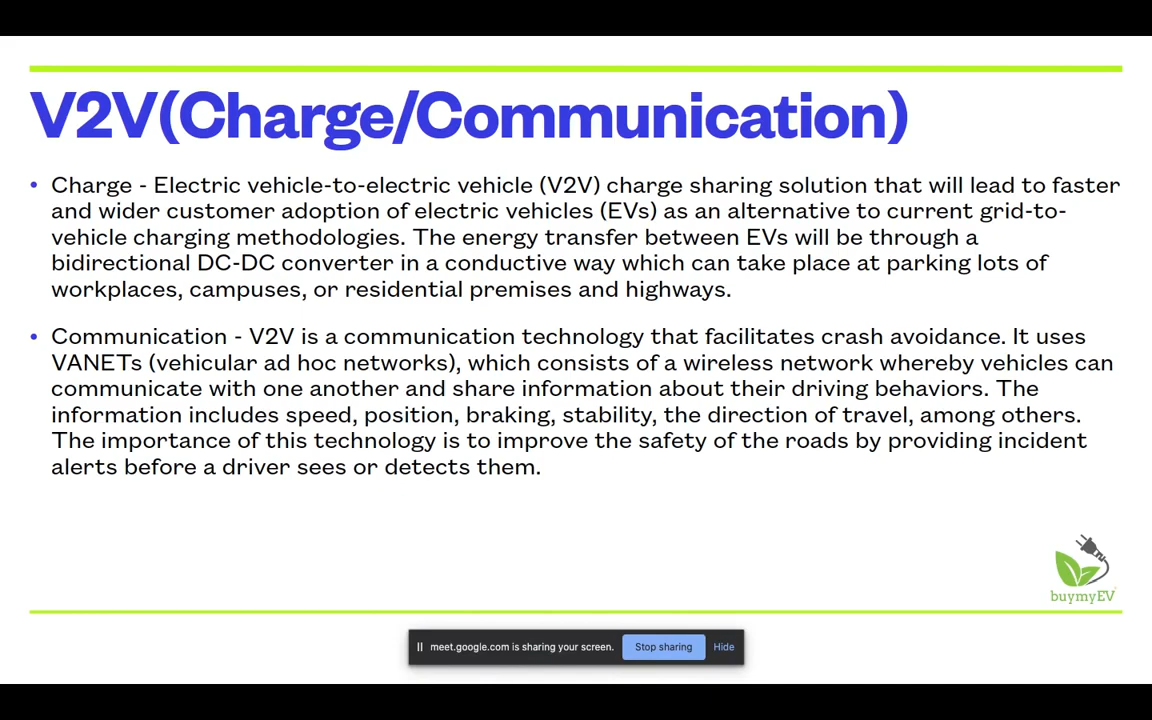 V2V(Charge/Communication)
• Charge - Electric vehicle-to-electric vehicle (V2V) charge sharing solution that will lead to faster
and wider customer adoption of electric vehicles (EVs) as an alternative to current grid-to-
vehicle charging methodologies. The energy transfer between EVs will be through a
bidirectional DC-DC converter in a conductive way which can take place at parking lots of
workplaces, campuses, or residential premises and highways.
• Communication - V2V is a communication technology that facilitates crash avoidance. It uses
VANETs (vehicular ad hoc networks), which consists of a wireless network whereby vehicles can
communicate with one another and share information about their driving behaviors. The
information includes speed, position, braking, stability, the direction of travel, among others.
The importance of this technology is to improve the safety of the roads by providing incident
alerts before a driver sees or detects them.
buymyEV
meet.google.com is sharing your screen. Stop sharing Hide